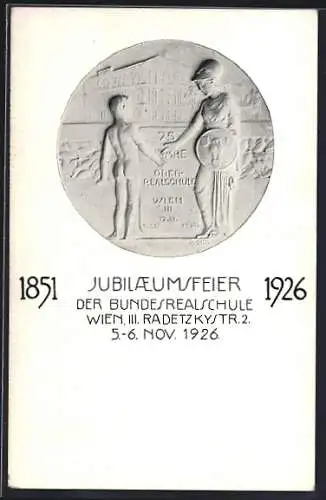 75
JAHRE
OBER-
REALSCHULE
WIEN
III
1851 JUBILÆUMSFEIER 1926
DER BUNDESREALSCHULE
WIEN, III. RADETZKYSTR. 2.
5.-6. NOV. 1926